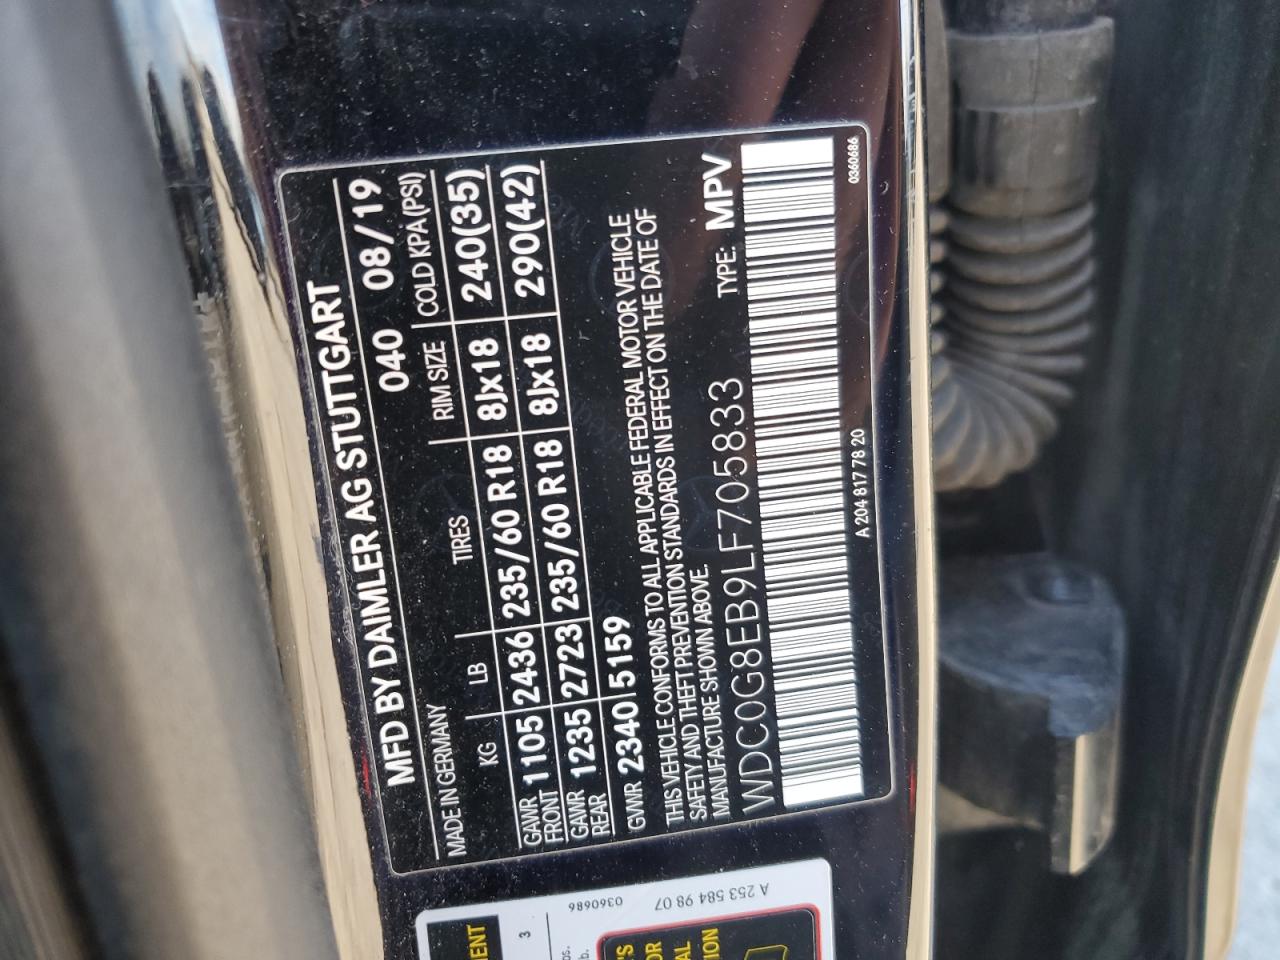 MFD BY DAIMLER AG STUTTGART
040 08/19
MADE IN GERMANY
KG LB TIRES RIM SIZE COLD KPA(PSI)
GAWR FRONT 1105 2436 235/60 R18 8Jx18 240(35)
GAWR REAR 1235 2723 235/60 R18 8Jx18 290(42)
GVWR 2340 5159
THIS VEHICLE CONFORMS TO ALL APPLICABLE FEDERAL MOTOR VEHICLE
SAFETY AND THEFT PREVENTION STANDARDS IN EFFECT ON THE DATE OF
MANUFACTURE SHOWN ABOVE.
WDC0G8EB9LF705833 TYPE: MPV
A 204 817 78 20
0360686
A 253 584 98 07
0360686
3